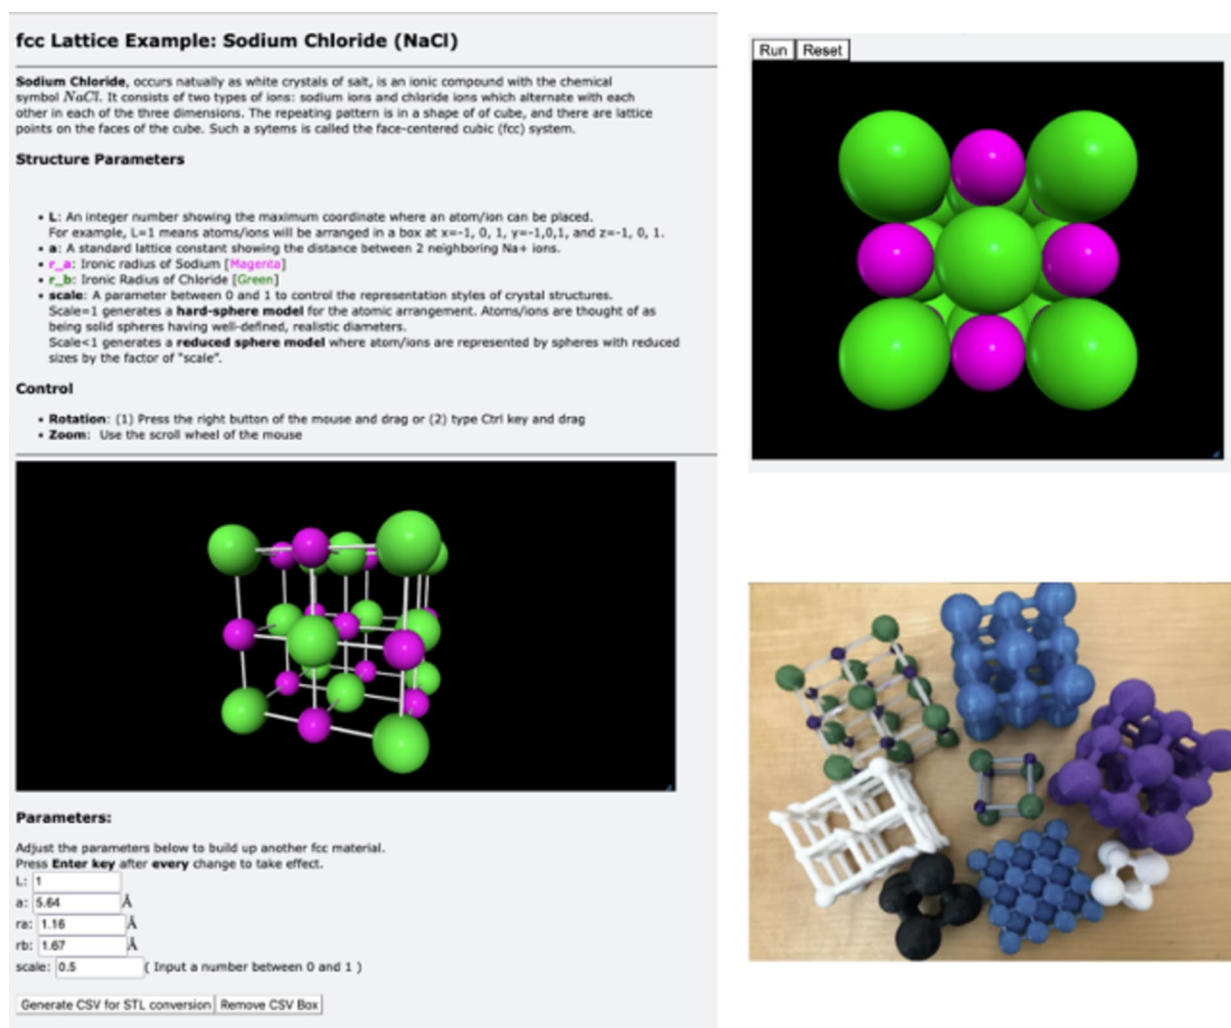 fcc Lattice Example: Sodium Chloride (NaCl)
Sodium Chloride, occurs natually as white crystals of salt, is an ionic compound with the chemical
symbol NaCl. It consists of two types of ions: sodium ions and chloride ions which alternate with each
other in each of the three dimensions. The repeating pattern is in a shape of of cube, and there are lattice
points on the faces of the cube. Such a sytems is called the face-centered cubic (fcc) system.
Structure Parameters
• L: An integer number showing the maximum coordinate where an atom/ion can be placed.
For example, L=1 means atoms/ions will be arranged in a box at x=-1, 0, 1, y=-1,0,1, and z=-1, 0, 1.
• a: A standard lattice constant showing the distance between 2 neighboring Na+ ions.
• r_a: Ironic radius of Sodium [Magenta]
• r_b: Ironic Radius of Chloride [Green]
• scale: A parameter between 0 and 1 to control the representation styles of crystal structures.
Scale=1 generates a hard-sphere model for the atomic arrangement. Atoms/ions are thought of as
being solid spheres having well-defined, realistic diameters.
Scale<1 generates a reduced sphere model where atom/ions are represented by spheres with reduced
sizes by the factor of "scale".
Control
• Rotation: (1) Press the right button of the mouse and drag or (2) type Ctrl key and drag
• Zoom: Use the scroll wheel of the mouse
Parameters:
Adjust the parameters below to build up another fcc material.
Press Enter key after every change to take effect.
L: 1
a: 5.64 Å
ra: 1.16 Å
rb: 1.67 Å
scale: 0.5 ( Input a number between 0 and 1 )
Generate CSV for STL conversion Remove CSV Box
Run Reset